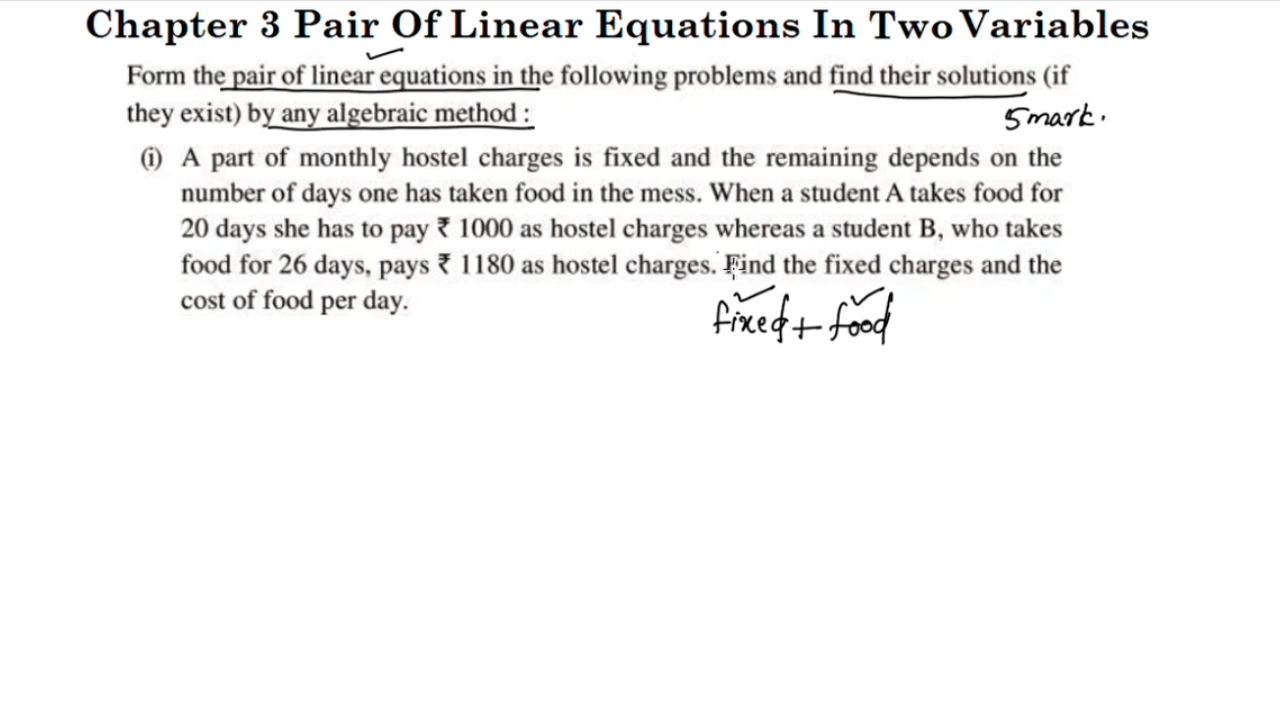 Chapter 3 Pair Of Linear Equations In Two Variables
Form the pair of linear equations in the following problems and find their solutions (if
they exist) by any algebraic method :
5 mark.
(i) A part of monthly hostel charges is fixed and the remaining depends on the
number of days one has taken food in the mess. When a student A takes food for
20 days she has to pay ₹ 1000 as hostel charges whereas a student B, who takes
food for 26 days, pays ₹ 1180 as hostel charges. Find the fixed charges and the
cost of food per day.
fixed + food